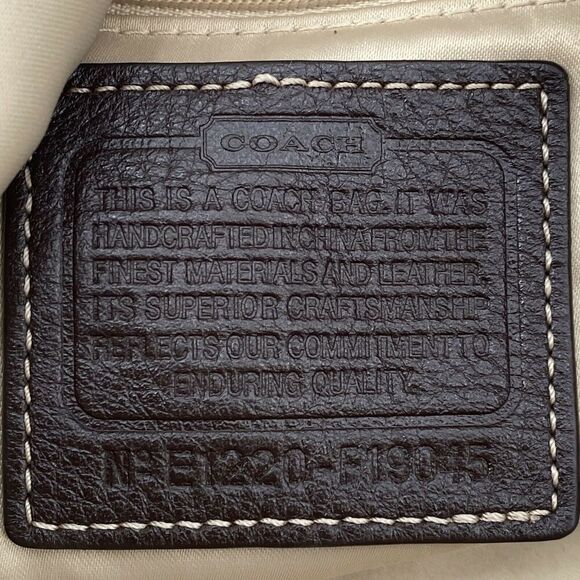 COACH
THIS IS A COACH BAG. IT WAS
HANDCRAFTED IN CHINA FROM THE
FINEST MATERIALS AND LEATHER.
ITS SUPERIOR CRAFTSMANSHIP
REFLECTS OUR COMMITMENT TO
ENDURING QUALITY.
Nº E1220-F19045